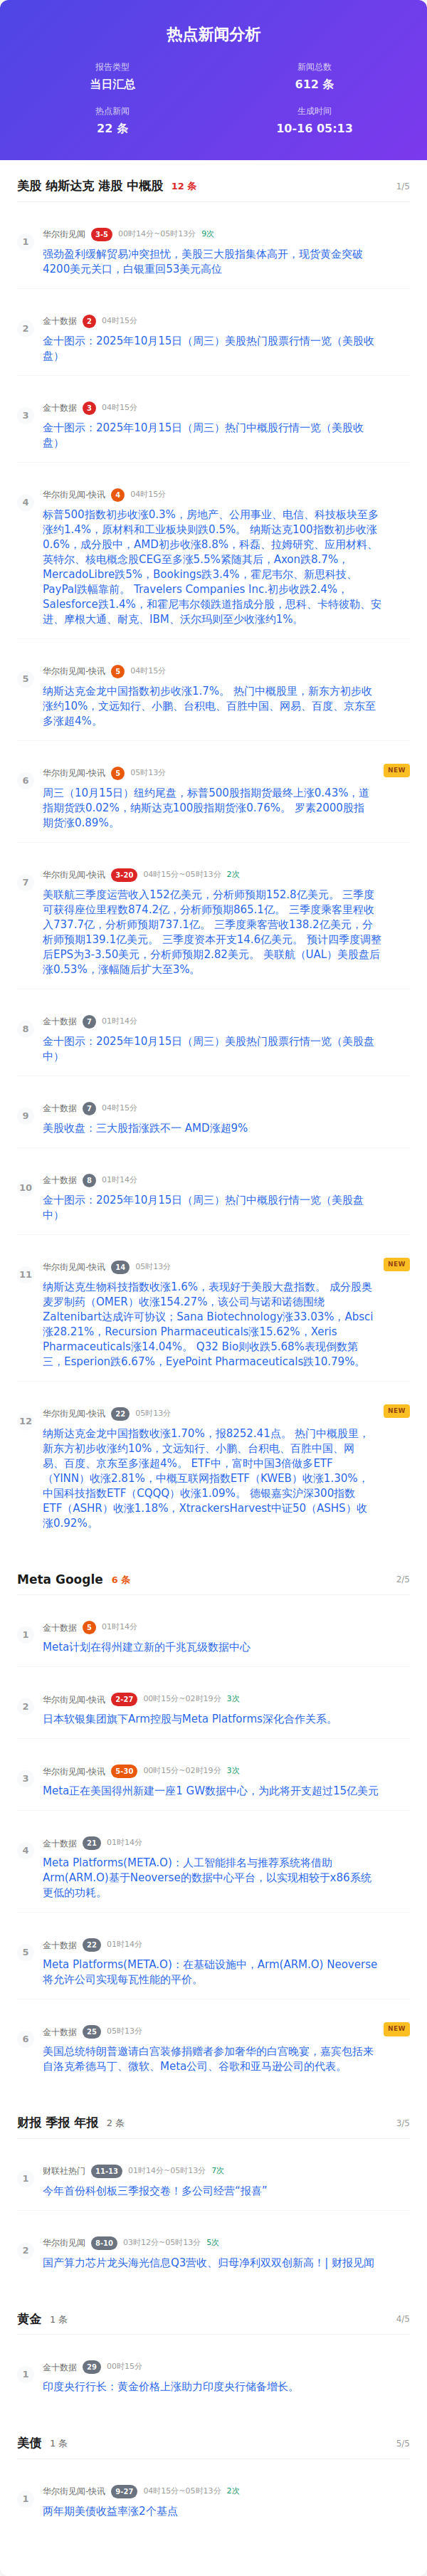 热点新闻分析
报告类型
新闻总数
当日汇总
612 条
热点新闻
生成时间
22 条
10-16 05:13
美股 纳斯达克 港股 中概股 12 条 1/5
1
华尔街见闻 3-5 00时14分~05时13分 9次
强劲盈利缓解贸易冲突担忧，美股三大股指集体高开，现货黄金突破
4200美元关口，白银重回53美元高位
2
金十数据 2 04时15分
金十图示：2025年10月15日（周三）美股热门股票行情一览（美股收
盘）
3
金十数据 3 04时15分
金十图示：2025年10月15日（周三）热门中概股行情一览（美股收
盘）
4
华尔街见闻-快讯 4 04时15分
标普500指数初步收涨0.3%，房地产、公用事业、电信、科技板块至多
涨约1.4%，原材料和工业板块则跌0.5%。 纳斯达克100指数初步收涨
0.6%，成分股中，AMD初步收涨8.8%，科磊、拉姆研究、应用材料、
英特尔、核电概念股CEG至多涨5.5%紧随其后，Axon跌8.7%，
MercadoLibre跌5%，Bookings跌3.4%，霍尼韦尔、新思科技、
PayPal跌幅靠前。 Travelers Companies Inc.初步收跌2.4%，
Salesforce跌1.4%，和霍尼韦尔领跌道指成分股，思科、卡特彼勒、安
进、摩根大通、耐克、IBM、沃尔玛则至少收涨约1%。
5
华尔街见闻-快讯 5 04时15分
纳斯达克金龙中国指数初步收涨1.7%。 热门中概股里，新东方初步收
涨约10%，文远知行、小鹏、台积电、百胜中国、网易、百度、京东至
多涨超4%。
6
华尔街见闻-快讯 5 05时13分 NEW
周三（10月15日）纽约尾盘，标普500股指期货最终上涨0.43%，道
指期货跌0.02%，纳斯达克100股指期货涨0.76%。 罗素2000股指
期货涨0.89%。
7
华尔街见闻-快讯 3-20 04时15分~05时13分 2次
美联航三季度运营收入152亿美元，分析师预期152.8亿美元。 三季度
可获得座位里程数874.2亿，分析师预期865.1亿。 三季度乘客里程收
入737.7亿，分析师预期737.1亿。 三季度乘客营收138.2亿美元，分
析师预期139.1亿美元。 三季度资本开支14.6亿美元。 预计四季度调整
后EPS为3-3.50美元，分析师预期2.82美元。 美联航（UAL）美股盘后
涨0.53%，涨幅随后扩大至3%。
8
金十数据 7 01时14分
金十图示：2025年10月15日（周三）美股热门股票行情一览（美股盘
中）
9
金十数据 7 04时15分
美股收盘：三大股指涨跌不一 AMD涨超9%
10
金十数据 8 01时14分
金十图示：2025年10月15日（周三）热门中概股行情一览（美股盘
中）
11
华尔街见闻-快讯 14 05时13分 NEW
纳斯达克生物科技指数收涨1.6%，表现好于美股大盘指数。 成分股奥
麦罗制药（OMER）收涨154.27%，该公司与诺和诺德围绕
Zaltenibart达成许可协议；Sana Biotechnology涨33.03%，Absci
涨28.21%，Recursion Pharmaceuticals涨15.62%，Xeris
Pharmaceuticals涨14.04%。 Q32 Bio则收跌5.68%表现倒数第
三，Esperion跌6.67%，EyePoint Pharmaceuticals跌10.79%。
12
华尔街见闻-快讯 22 05时13分 NEW
纳斯达克金龙中国指数收涨1.70%，报8252.41点。 热门中概股里，
新东方初步收涨约10%，文远知行、小鹏、台积电、百胜中国、网
易、百度、京东至多涨超4%。 ETF中，富时中国3倍做多ETF
（YINN）收涨2.81%，中概互联网指数ETF（KWEB）收涨1.30%，
中国科技指数ETF（CQQQ）收涨1.09%。 德银嘉实沪深300指数
ETF（ASHR）收涨1.18%，XtrackersHarvest中证50（ASHS）收
涨0.92%。
Meta Google 6 条 2/5
1
金十数据 5 01时14分
Meta计划在得州建立新的千兆瓦级数据中心
2
华尔街见闻-快讯 2-27 00时15分~02时19分 3次
日本软银集团旗下Arm控股与Meta Platforms深化合作关系。
3
华尔街见闻-快讯 5-30 00时15分~02时19分 3次
Meta正在美国得州新建一座1 GW数据中心，为此将开支超过15亿美元
4
金十数据 21 01时14分
Meta Platforms(META.O)：人工智能排名与推荐系统将借助
Arm(ARM.O)基于Neoverse的数据中心平台，以实现相较于x86系统
更低的功耗。
5
金十数据 22 01时14分
Meta Platforms(META.O)：在基础设施中，Arm(ARM.O) Neoverse
将允许公司实现每瓦性能的平价。
6
金十数据 25 05时13分 NEW
美国总统特朗普邀请白宫装修捐赠者参加奢华的白宫晚宴，嘉宾包括来
自洛克希德马丁、微软、Meta公司、谷歌和亚马逊公司的代表。
财报 季报 年报 2 条 3/5
1
财联社热门 11-13 01时14分~05时13分 7次
今年首份科创板三季报交卷！多公司经营“报喜”
2
华尔街见闻 8-10 03时12分~05时13分 5次
国产算力芯片龙头海光信息Q3营收、归母净利双双创新高！| 财报见闻
黄金 1 条 4/5
1
金十数据 29 00时15分
印度央行行长：黄金价格上涨助力印度央行储备增长。
美债 1 条 5/5
1
华尔街见闻-快讯 9-27 04时15分~05时13分 2次
两年期美债收益率涨2个基点